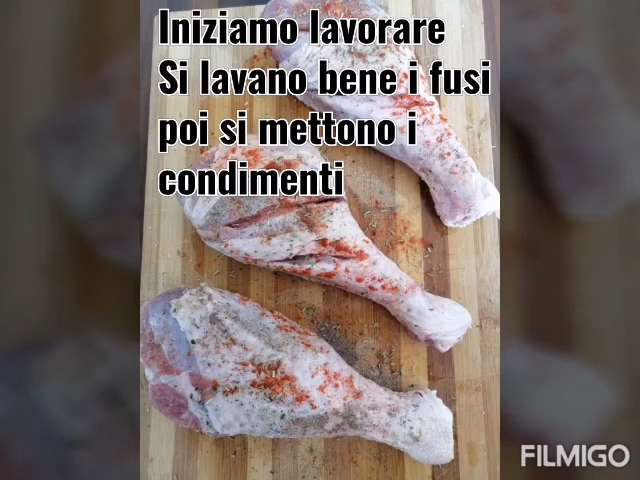 Iniziamo lavorare
Si lavano bene i fusi
poi si mettono i
condimenti
FILMIGO